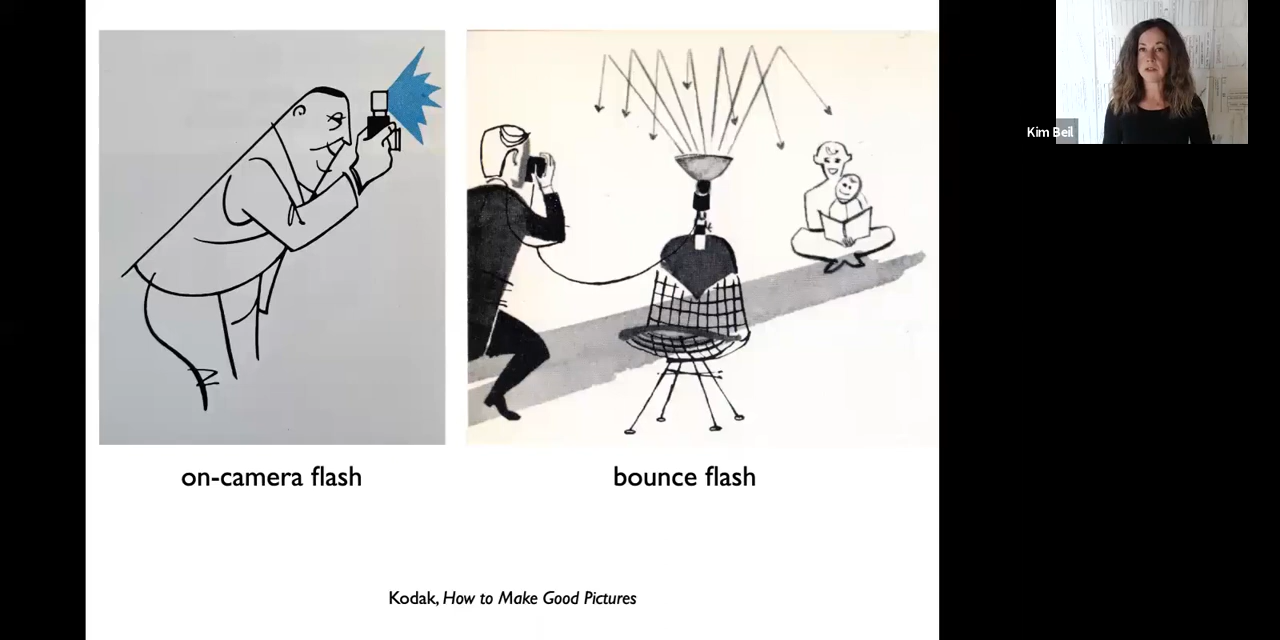 Kim Beil
on-camera flash
bounce flash
Kodak, How to Make Good Pictures